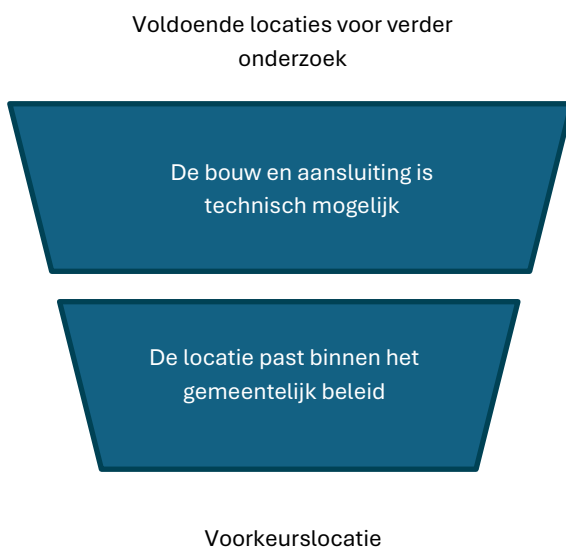 Voldoende locaties voor verder
onderzoek
De bouw en aansluiting is
technisch mogelijk
De locatie past binnen het
gemeentelijk beleid
Voorkeurslocatie